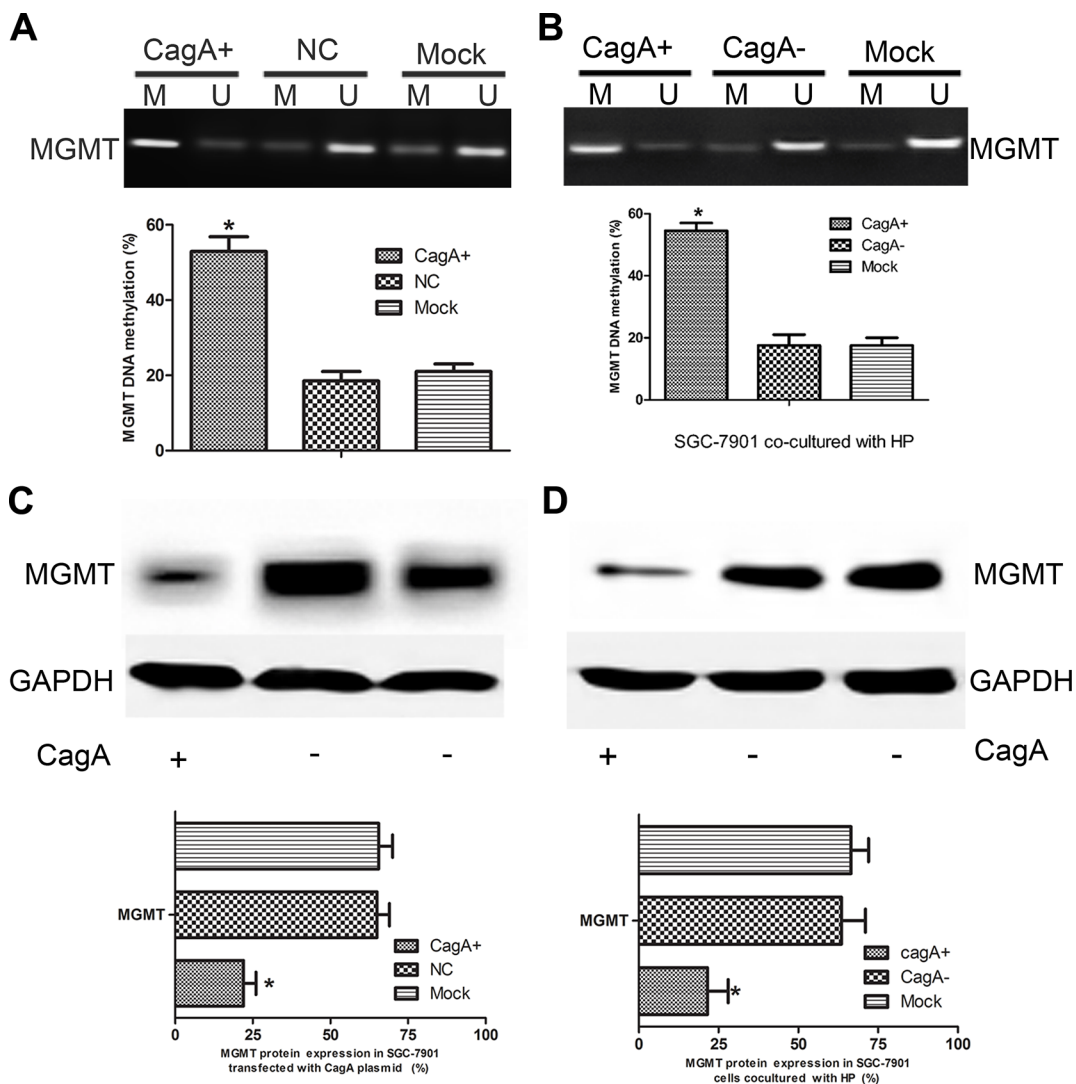 A
CagA+ NC Mock
M U M U M U
MGMT
60
40
20
0
MGMT DNA methylation (%)
*
CagA+
NC
Mock
B
CagA+ CagA- Mock
M U M U M U
MGMT
60
40
20
0
MGMT DNA methylation (%)
*
CagA+
CagA-
Mock
SGC-7901 co-cultured with HP
C
MGMT
GAPDH
CagA + - -
MGMT
*
CagA+
NC
Mock
0 25 50 75 100
MGMT protein expression in SGC-7901
transfected with CagA plasmid (%)
D
MGMT
GAPDH
+ - - CagA
MGMT
*
cagA+
CagA-
Mock
0 25 50 75 100
MGMT protein expression in SGC-7901
cells cocultured with HP (%)